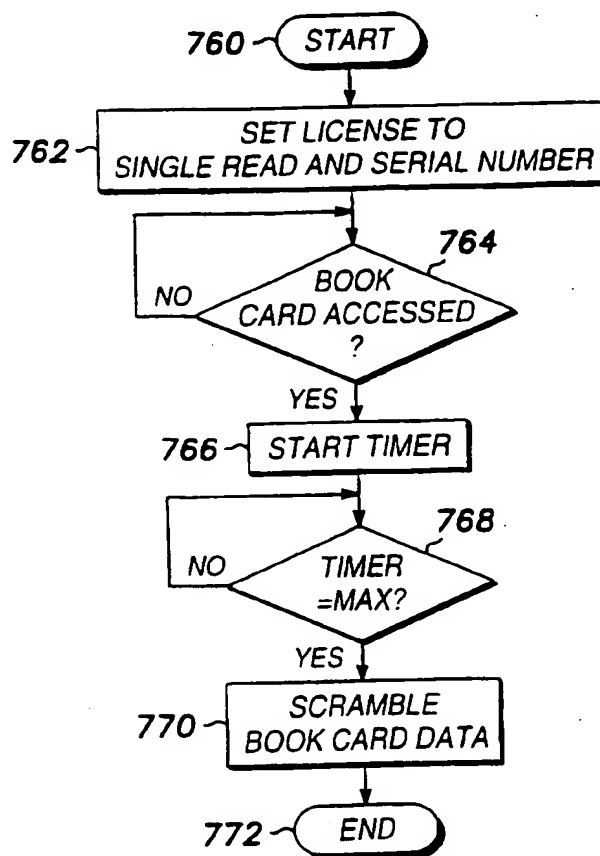 760
START
762
SET LICENSE TO
SINGLE READ AND SERIAL NUMBER
764
BOOK
CARD ACCESSED
?
NO
YES
766
START TIMER
768
TIMER
=MAX?
NO
YES
770
SCRAMBLE
BOOK CARD DATA
772
END